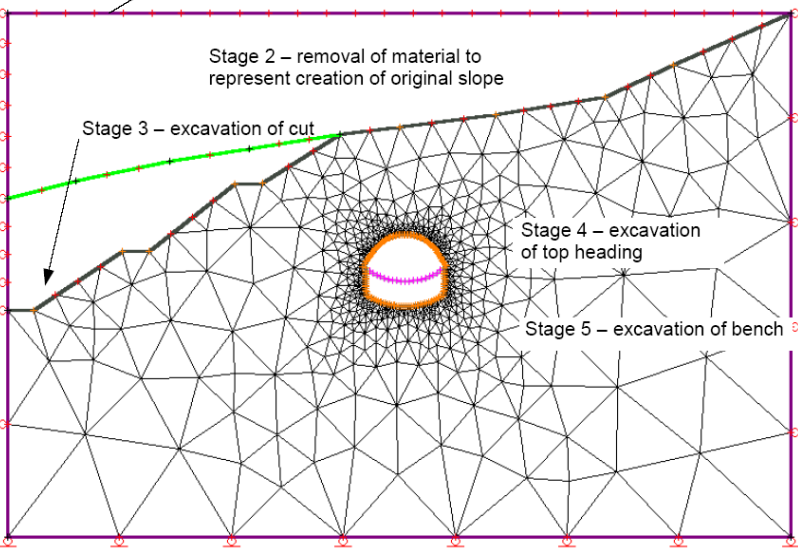 Stage 2 – removal of material to
represent creation of original slope
Stage 3 – excavation of cut
Stage 4 – excavation
of top heading
Stage 5 – excavation of bench